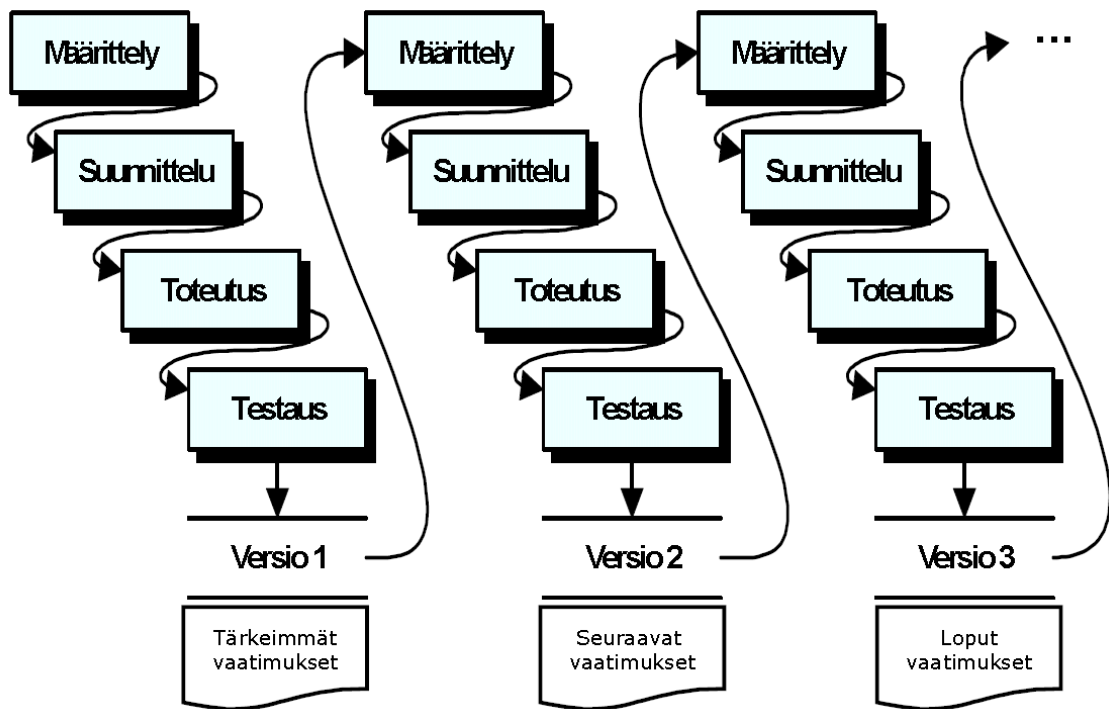 Määrittely
Suunnittelu
Toteutus
Testaus
Versio 1
Tärkeimmät
vaatimukset
Määrittely
Suunnittelu
Toteutus
Testaus
Versio 2
Seuraavat
vaatimukset
Määrittely
Suunnittelu
Toteutus
Testaus
Versio 3
Loput
vaatimukset
...